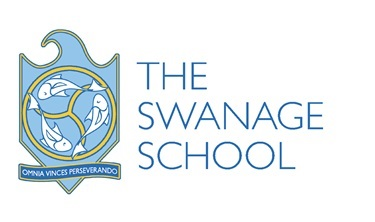 THE
SWANAGE
SCHOOL
OMNIA VINCES PERSEVERANDO